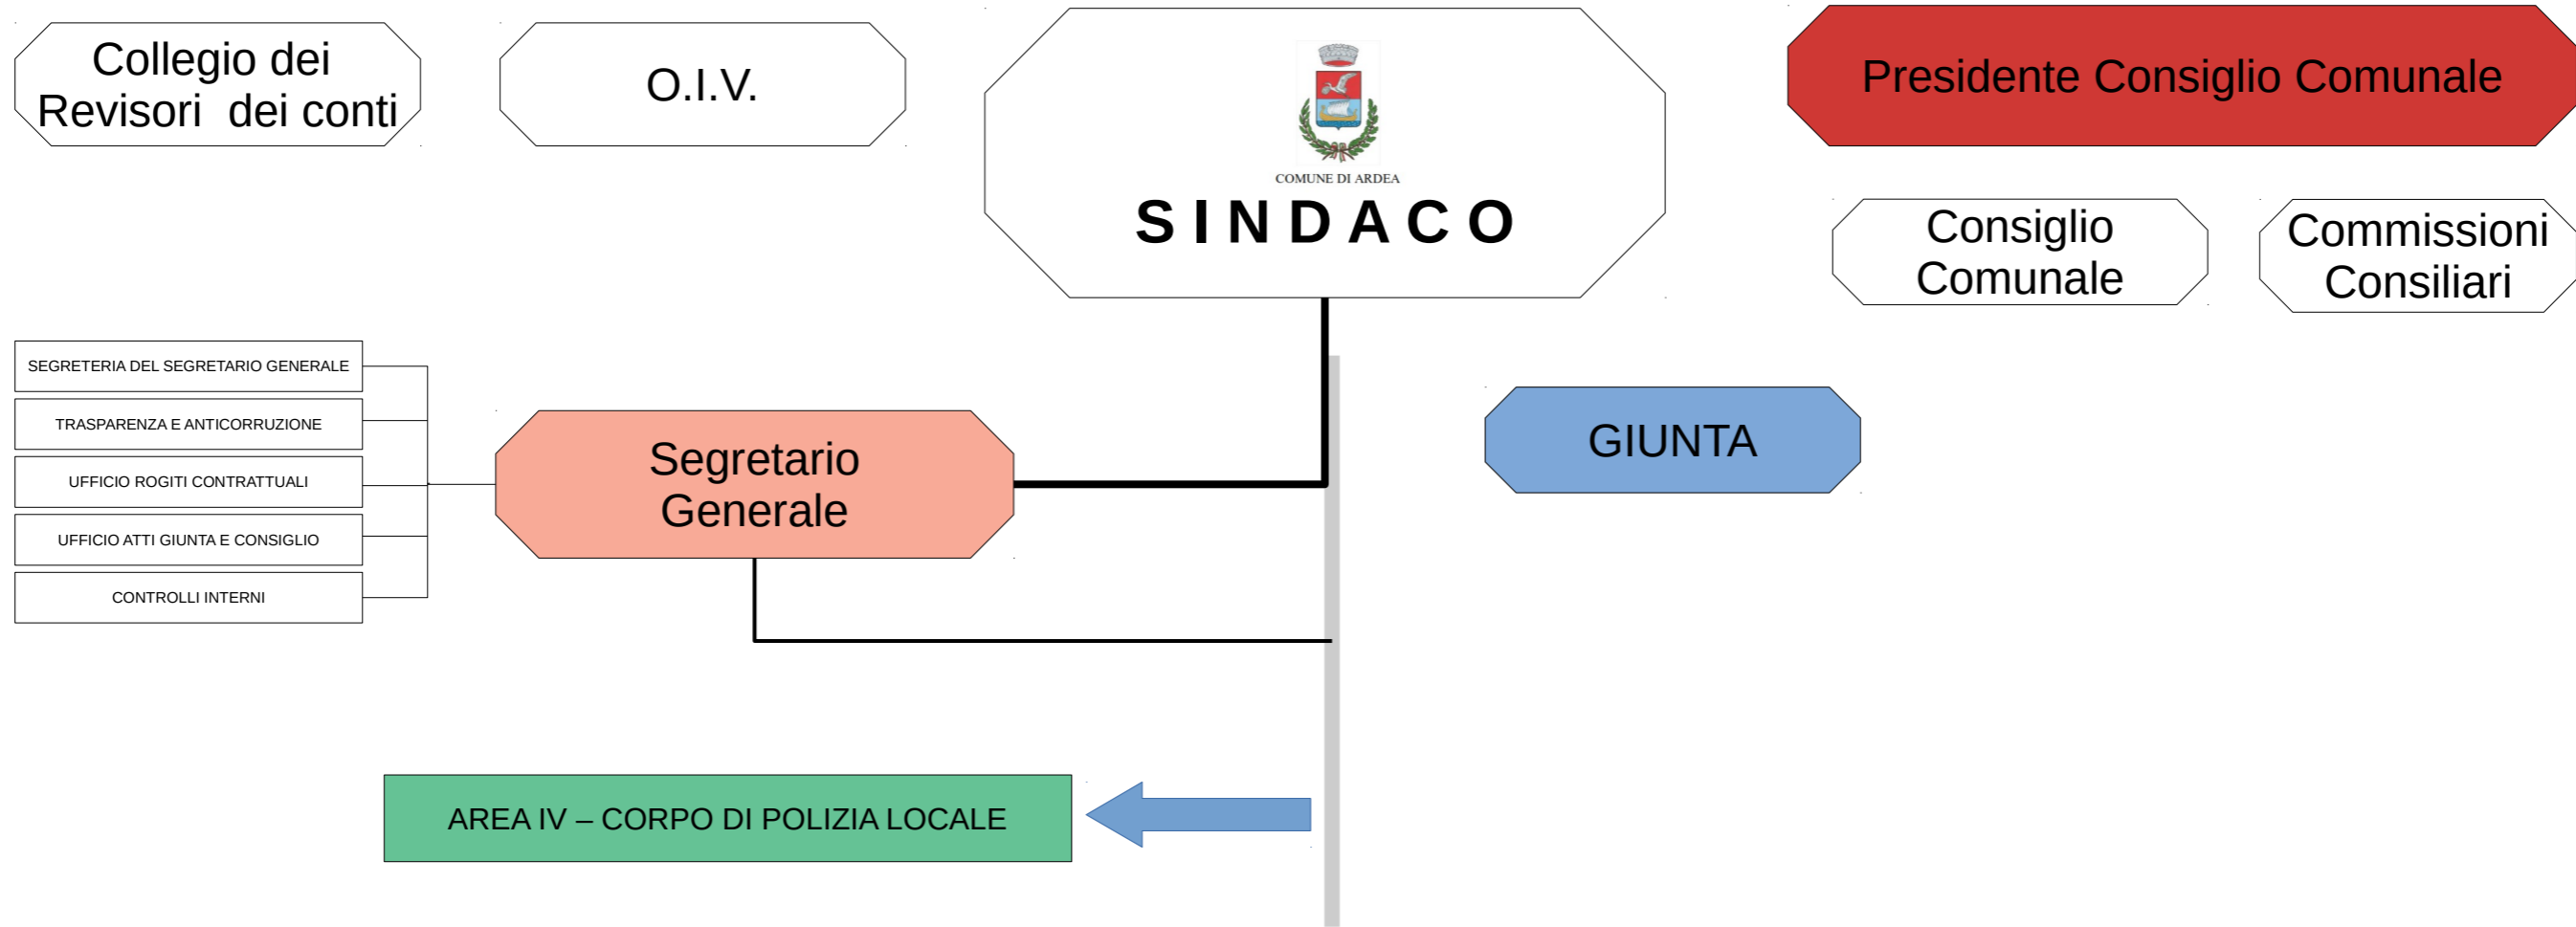 Collegio dei
Revisori  dei conti
O.I.V.
COMUNE DI ARDEA
S I N D A C O
Presidente Consiglio Comunale
Consiglio
Comunale
Commissioni
Consiliari
SEGRETERIA DEL SEGRETARIO GENERALE
TRASPARENZA E ANTICORRUZIONE
UFFICIO ROGITI CONTRATTUALI
UFFICIO ATTI GIUNTA E CONSIGLIO
CONTROLLI INTERNI
Segretario
Generale
GIUNTA
AREA IV – CORPO DI POLIZIA LOCALE